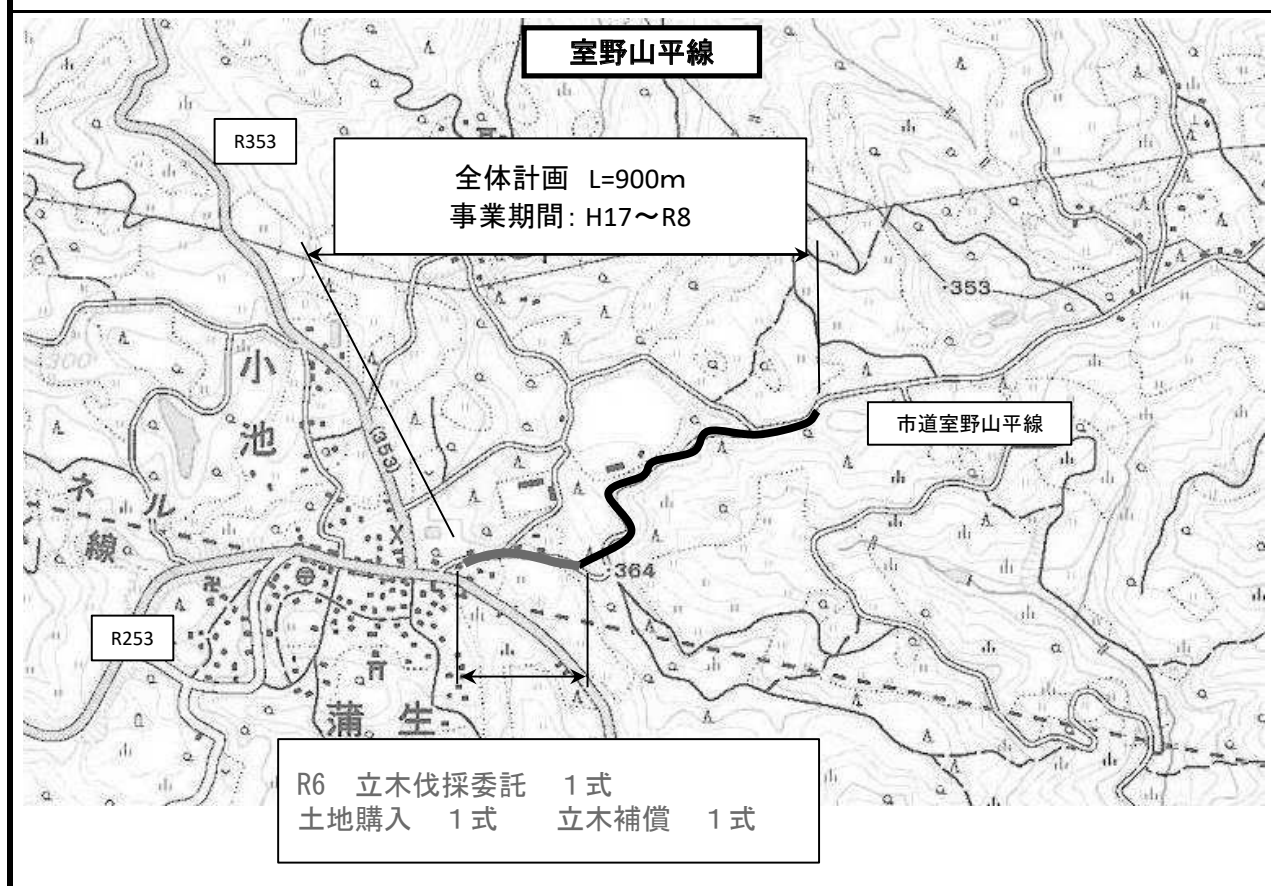 室野山平線
R353
全体計画 L=900m
事業期間：H17～R8
353
300
小池
(353)
市道室野山平線
ネル
線
364
R253
蒲生
R6 立木伐採委託 1式
土地購入 1式 立木補償 1式